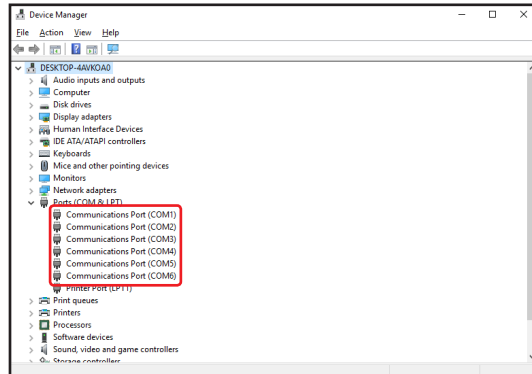 Device Manager
File Action View Help
DESKTOP-4AVKOA0
Audio inputs and outputs
Computer
Disk drives
Display adapters
Human Interface Devices
IDE ATA/ATAPI controllers
Keyboards
Mice and other pointing devices
Monitors
Network adapters
Ports (COM & LPT)
Communications Port (COM1)
Communications Port (COM2)
Communications Port (COM3)
Communications Port (COM4)
Communications Port (COM5)
Communications Port (COM6)
Printer Port (LPT1)
Print queues
Printers
Processors
Software devices
Sound, video and game controllers
Storage controllers